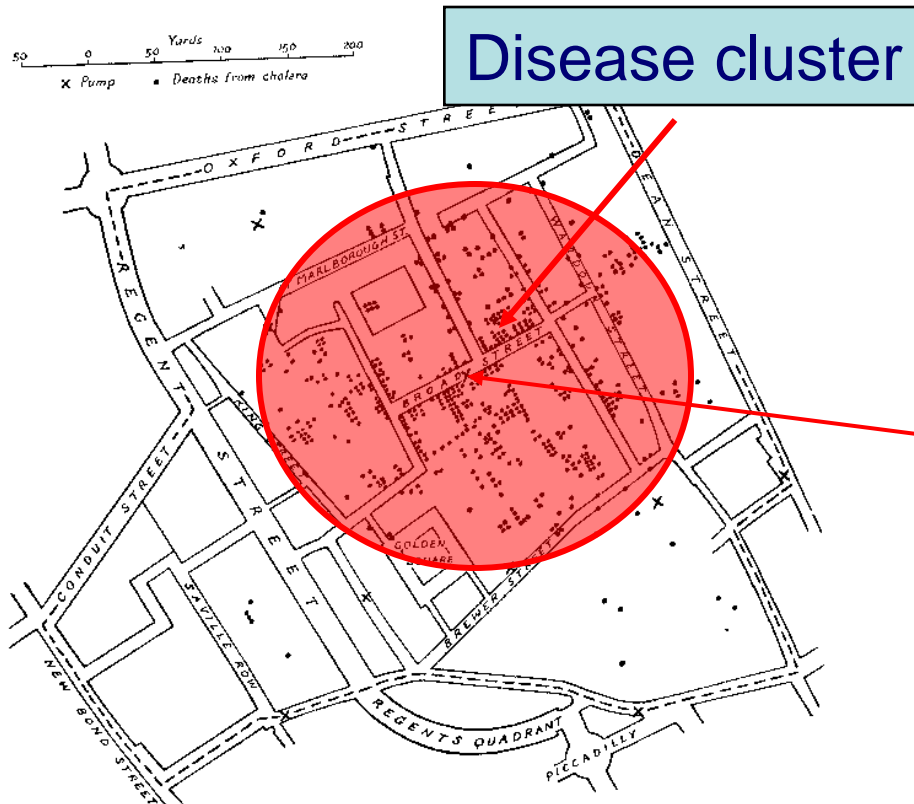 Disease cluster
Yards
50 0 50 100 150 200
x Pump • Deaths from cholera
OXFORD STREE
DEAN STREET
REGENT STREET
MARLBOROUGH ST.
WARDOUR STREET
BROAD STREET
KING STREET
GOLDEN SQUARE
CONDUIT STREET
SAVILLE ROW
BREWER STREET
NEW BOND STREET
REGENTS QUADRANT
PICCADILLY